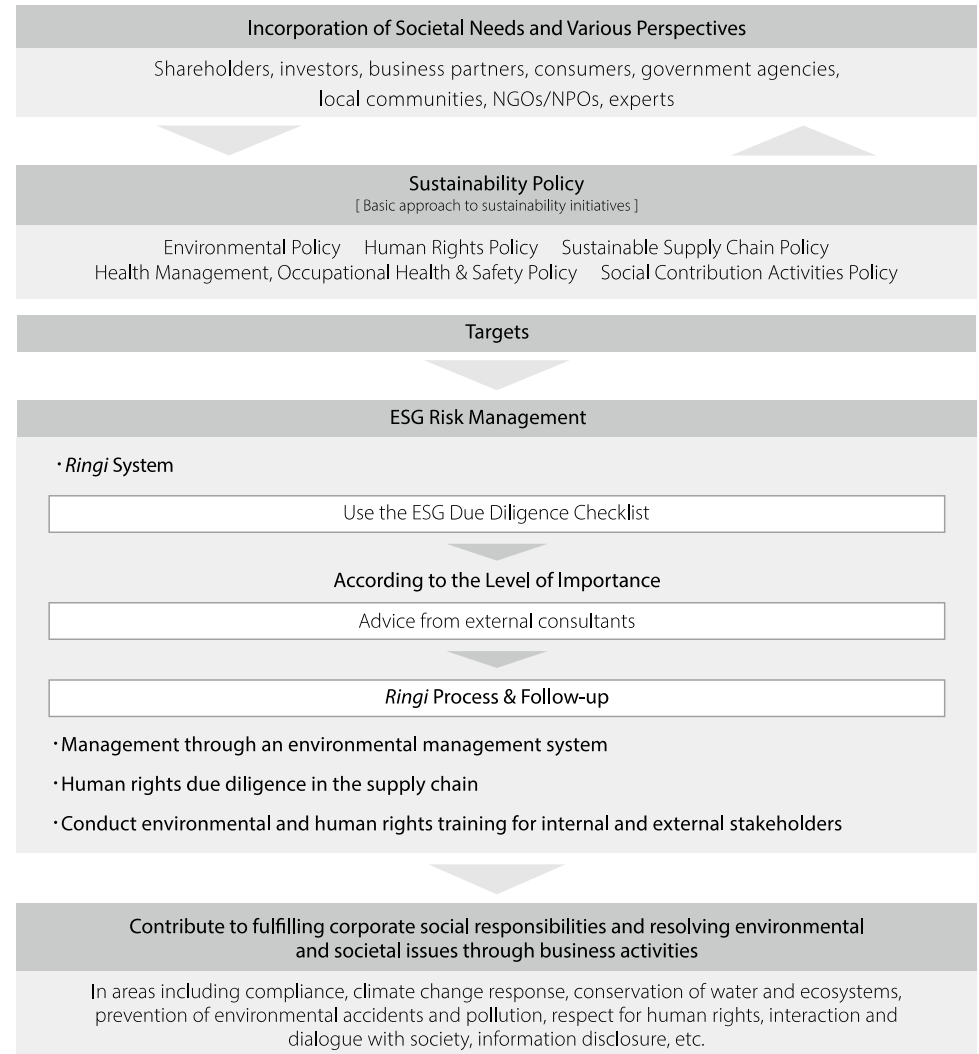 Incorporation of Societal Needs and Various Perspectives
Shareholders, investors, business partners, consumers, government agencies,
local communities, NGOs/NPOs, experts
Sustainability Policy
[ Basic approach to sustainability initiatives ]
Environmental Policy Human Rights Policy Sustainable Supply Chain Policy
Health Management, Occupational Health & Safety Policy Social Contribution Activities Policy
Targets
ESG Risk Management
・Ringi System
Use the ESG Due Diligence Checklist
According to the Level of Importance
Advice from external consultants
Ringi Process & Follow-up
・Management through an environmental management system
・Human rights due diligence in the supply chain
・Conduct environmental and human rights training for internal and external stakeholders
Contribute to fulfilling corporate social responsibilities and resolving environmental
and societal issues through business activities
In areas including compliance, climate change response, conservation of water and ecosystems,
prevention of environmental accidents and pollution, respect for human rights, interaction and
dialogue with society, information disclosure, etc.